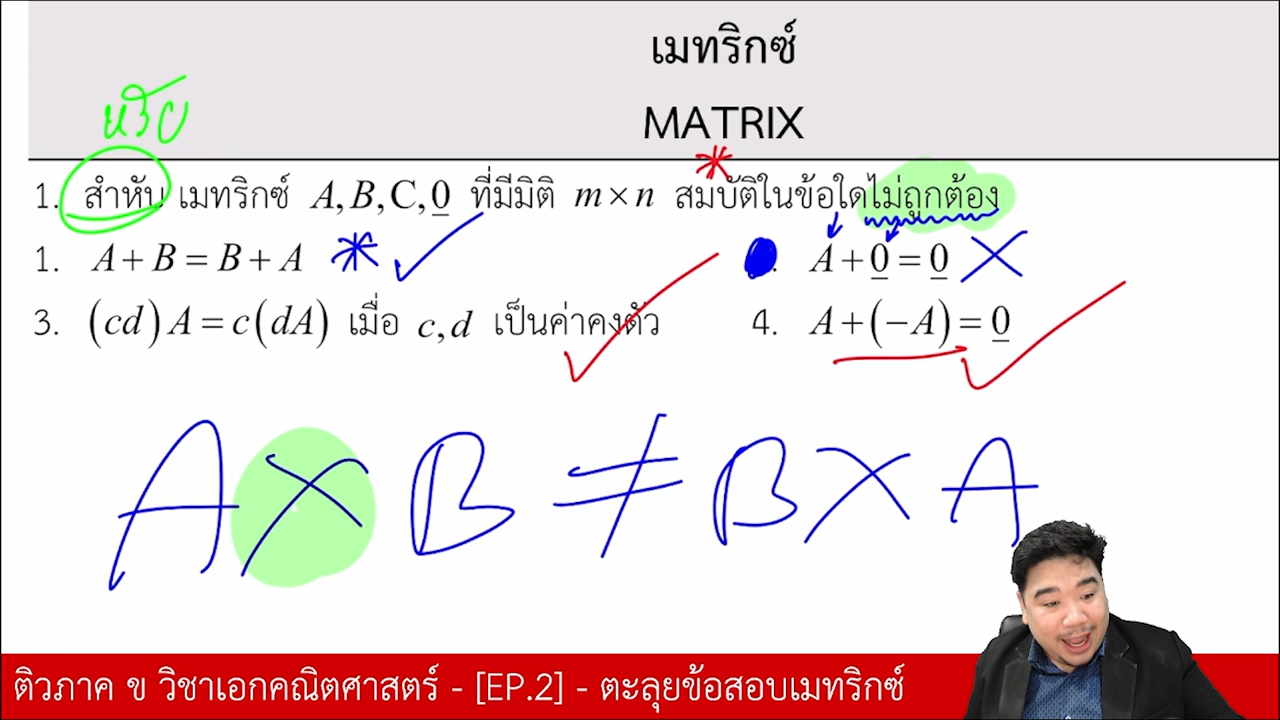 เมทริกซ์
MATRIX
หรับ
1. สำหับ เมทริกซ์ A, B, C, 0 ที่มีมิติ m × n สมบัติในข้อใดไม่ถูกต้อง
1. A + B = B + A
A + 0 = 0
3. (cd) A = c (dA) เมื่อ c, d เป็นค่าคงตัว
4. A + (−A) = 0
A × B ≠ B × A
ติวภาค ข วิชาเอกคณิตศาสตร์ - [EP.2] - ตะลุยข้อสอบเมทริกซ์